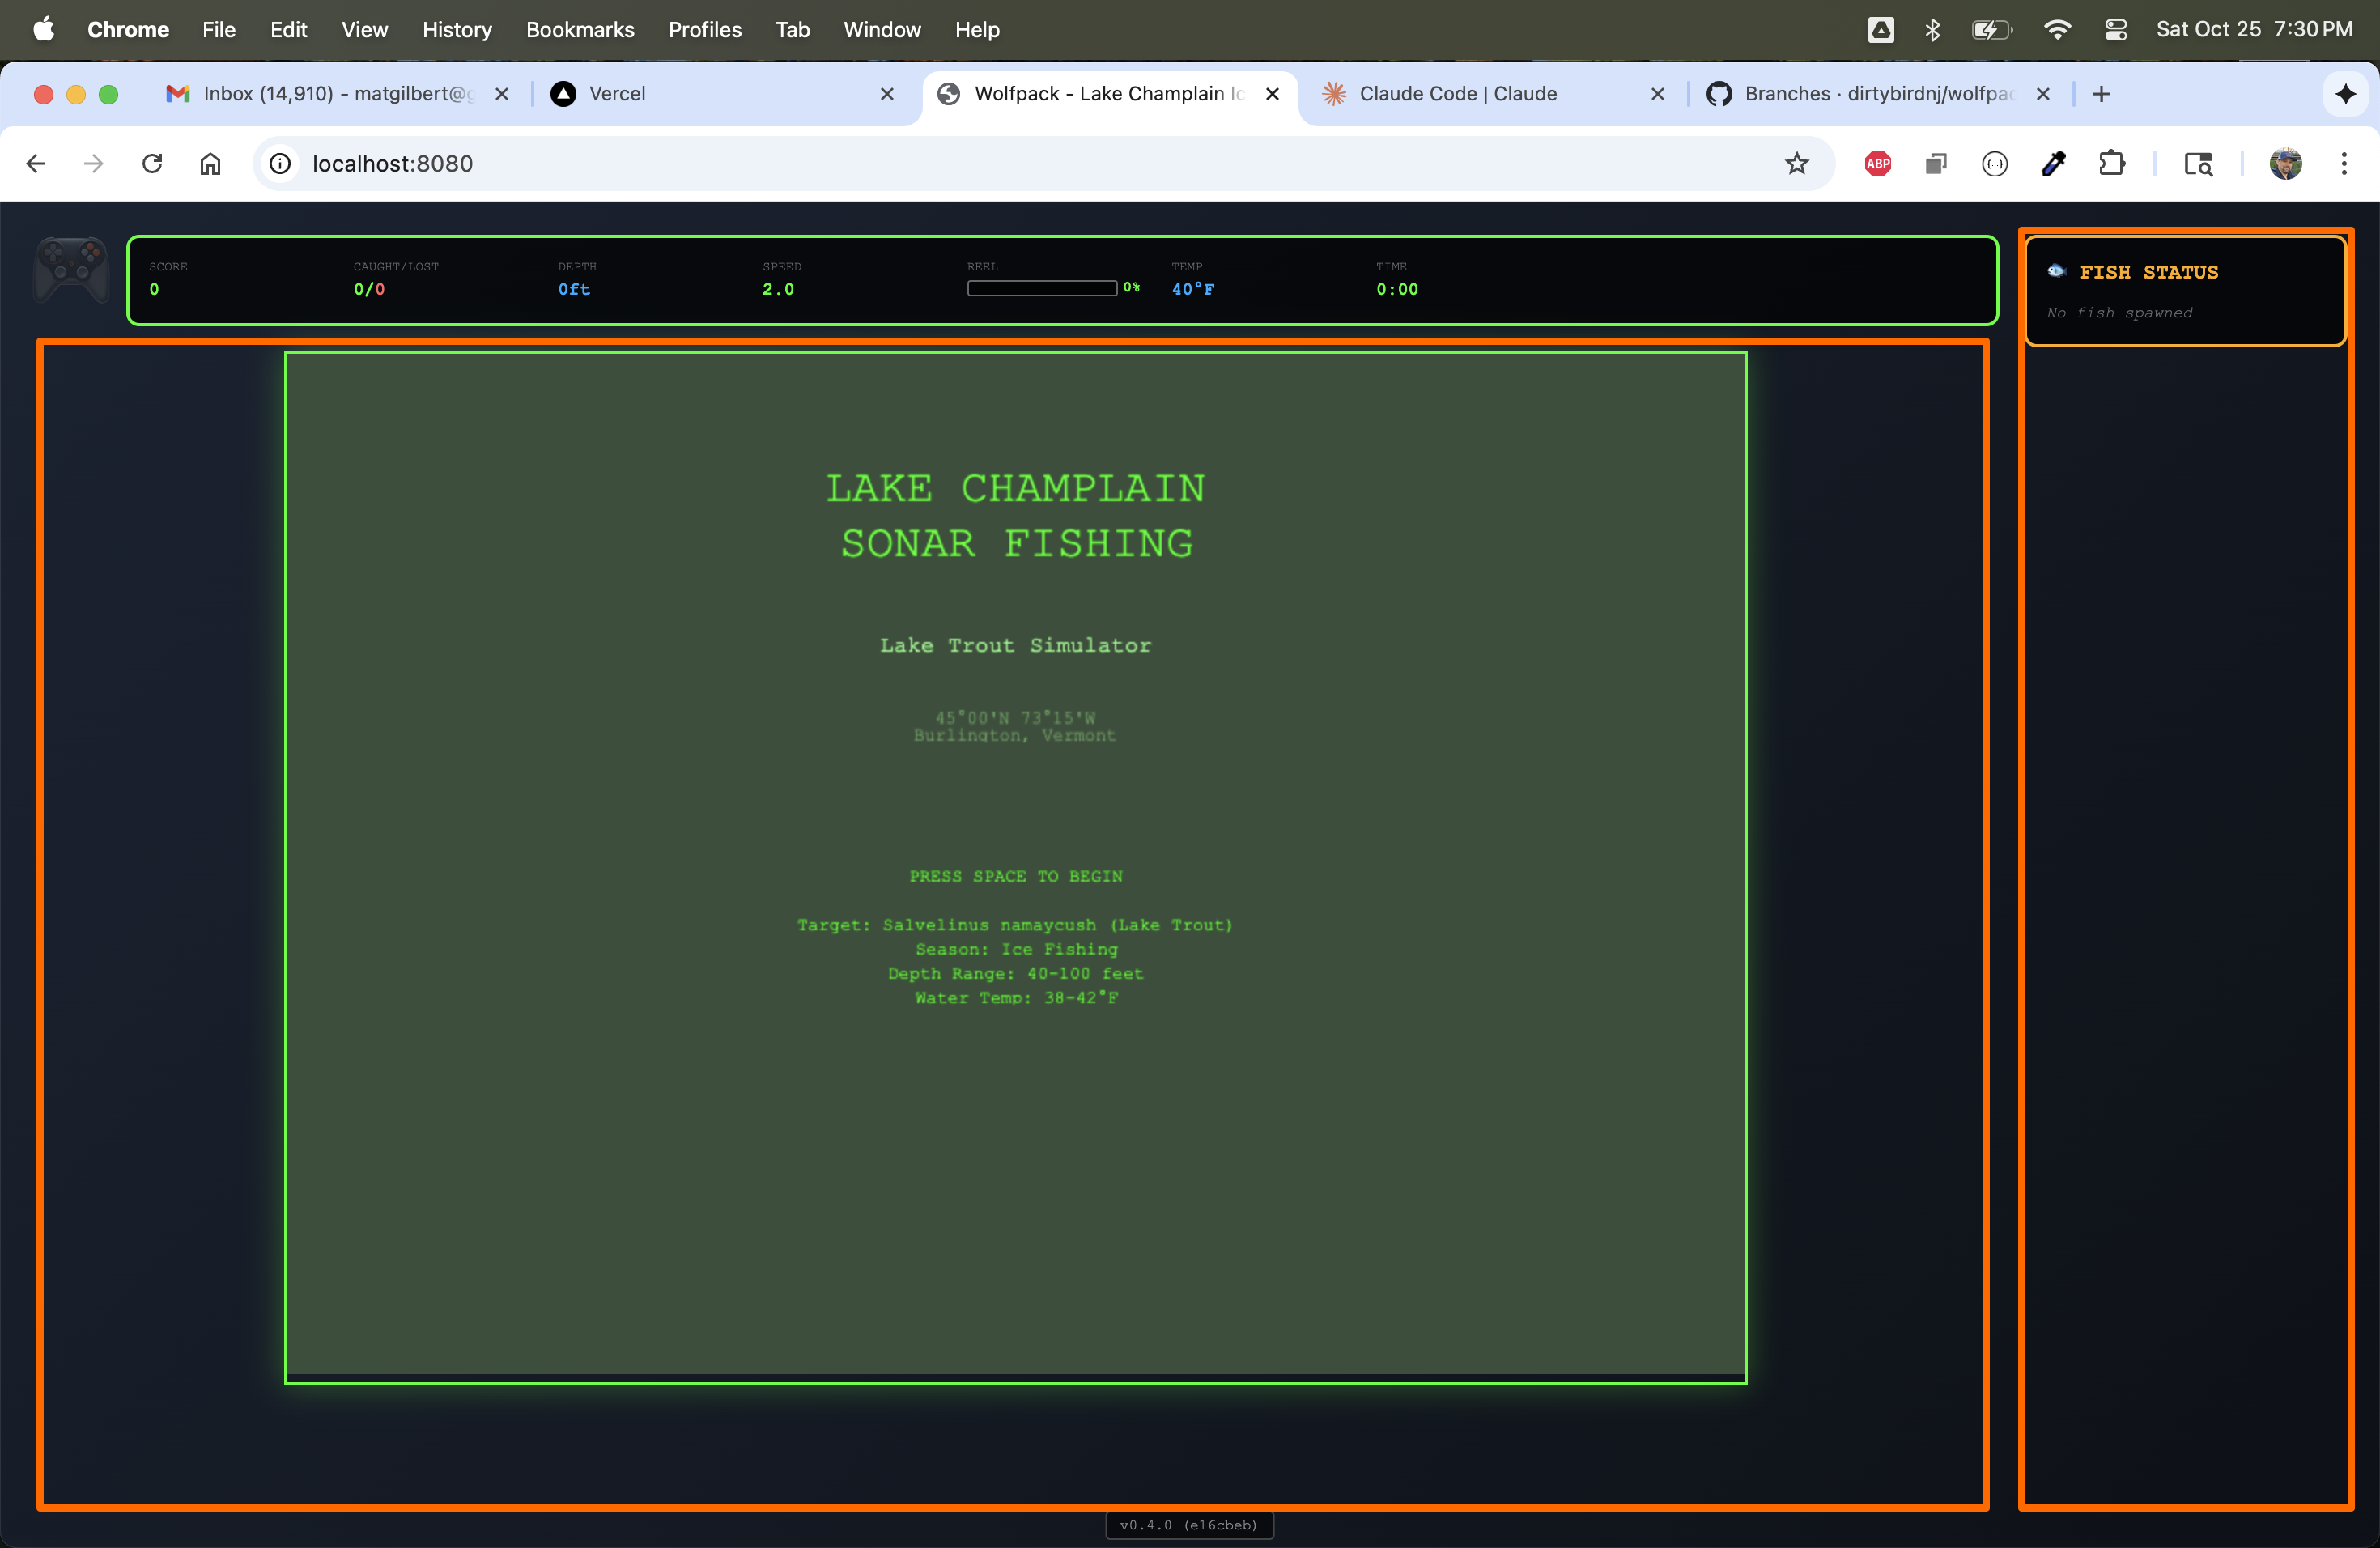 Chrome File Edit View History Bookmarks Profiles Tab Window Help Sat Oct 25 7:30 PM
Inbox (14,910) - matgilbert@g Vercel Wolfpack - Lake Champlain Ic Claude Code | Claude Branches · dirtybirdnj/wolfpac
localhost:8080 ABP
SCORE CAUGHT/LOST DEPTH SPEED REEL TEMP TIME
0 0/0 0ft 2.0 0% 40°F 0:00
FISH STATUS
No fish spawned
LAKE CHAMPLAIN
SONAR FISHING
Lake Trout Simulator
45°00'N 73°15'W
Burlington, Vermont
PRESS SPACE TO BEGIN
Target: Salvelinus namaycush (Lake Trout)
Season: Ice Fishing
Depth Range: 40-100 feet
Water Temp: 38-42°F
v0.4.0 (e16cbeb)